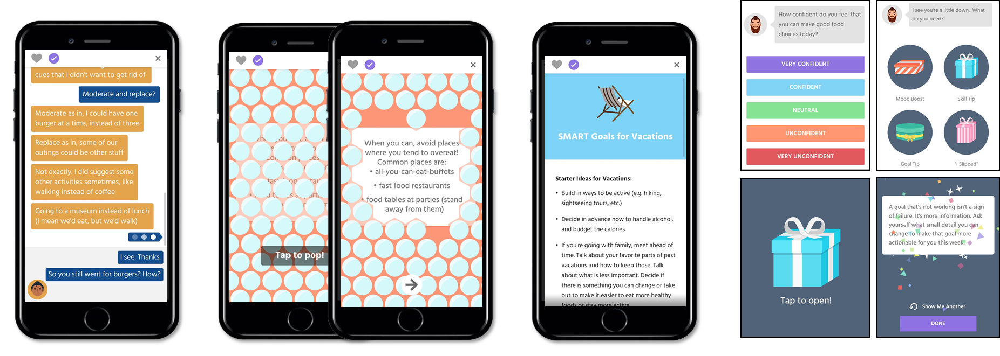 cues that I didn't want to get rid of
Moderate and replace?
Moderate as in, I could have one
burger at a time, instead of three
Replace as in, some of our
outings could be other stuff
Not exactly. I did suggest some
other activities sometimes, like
walking instead of coffee
Going to a museum instead of lunch
(I mean we'd eat, but we'd walk)
I see. Thanks.
So you still went for burgers? How?
Tap to pop!
When you can, avoid places
where you tend to overeat!
Common places are:
• all-you-can-eat-buffets
• fast food restaurants
• food tables at parties (stand
away from them)
SMART Goals for Vacations
Starter Ideas for Vacations:
• Build in ways to be active (e.g. hiking,
sightseeing tours, etc.)
• Decide in advance how to handle alcohol,
and budget the calories
• If you're going with family, meet ahead of
time. Talk about your favorite parts of past
vacations and how to keep those. Talk
about what is less important. Decide if
there is something you can change or take
out to make it easier to eat more healthy
foods or stay more active
How confident do you feel that
you can make good food
choices today?
VERY CONFIDENT
CONFIDENT
NEUTRAL
UNCONFIDENT
VERY UNCONFIDENT
I see you're a little down. What
do you need?
Mood Boost
Skill Tip
Goal Tip
"I Slipped"
Tap to open!
A goal that's not working isn't a sign
of failure. It's more information. Ask
yourself what small detail you can
change to make that goal more
actionable for you this week.
Show Me Another
DONE